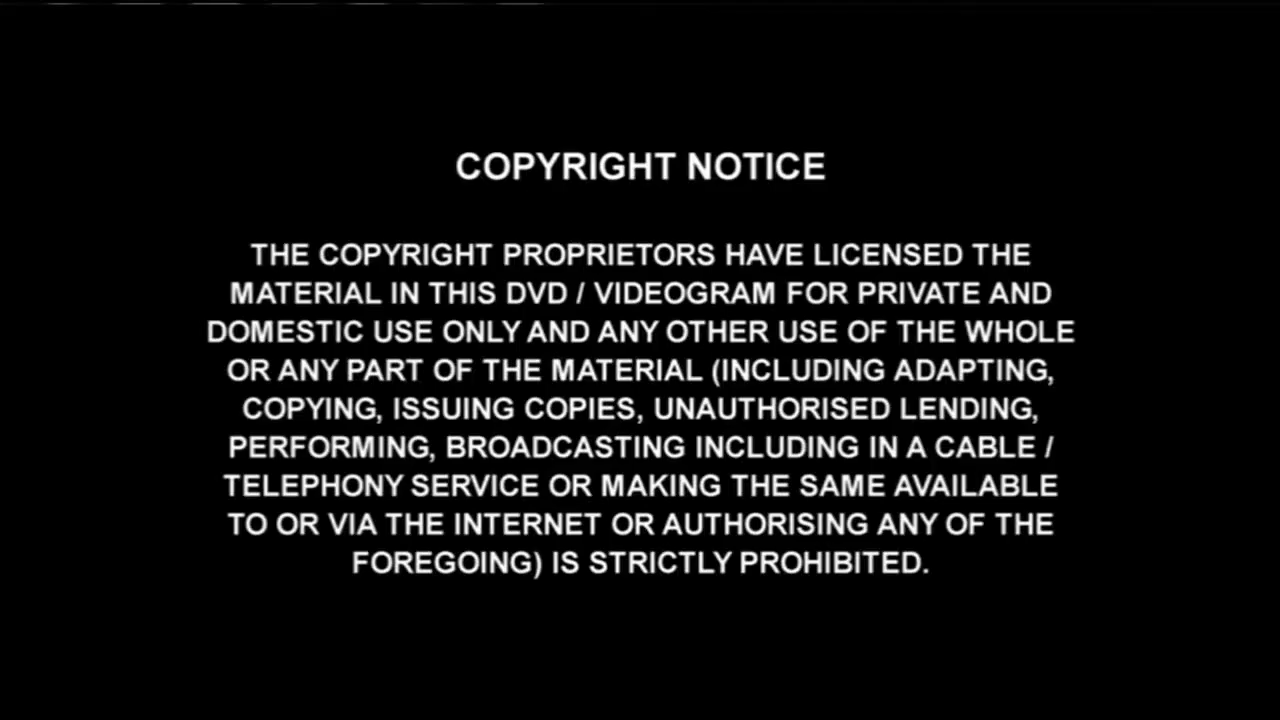 COPYRIGHT NOTICE
THE COPYRIGHT PROPRIETORS HAVE LICENSED THE
MATERIAL IN THIS DVD / VIDEOGRAM FOR PRIVATE AND
DOMESTIC USE ONLY AND ANY OTHER USE OF THE WHOLE
OR ANY PART OF THE MATERIAL (INCLUDING ADAPTING,
COPYING, ISSUING COPIES, UNAUTHORISED LENDING,
PERFORMING, BROADCASTING INCLUDING IN A CABLE /
TELEPHONY SERVICE OR MAKING THE SAME AVAILABLE
TO OR VIA THE INTERNET OR AUTHORISING ANY OF THE
FOREGOING) IS STRICTLY PROHIBITED.